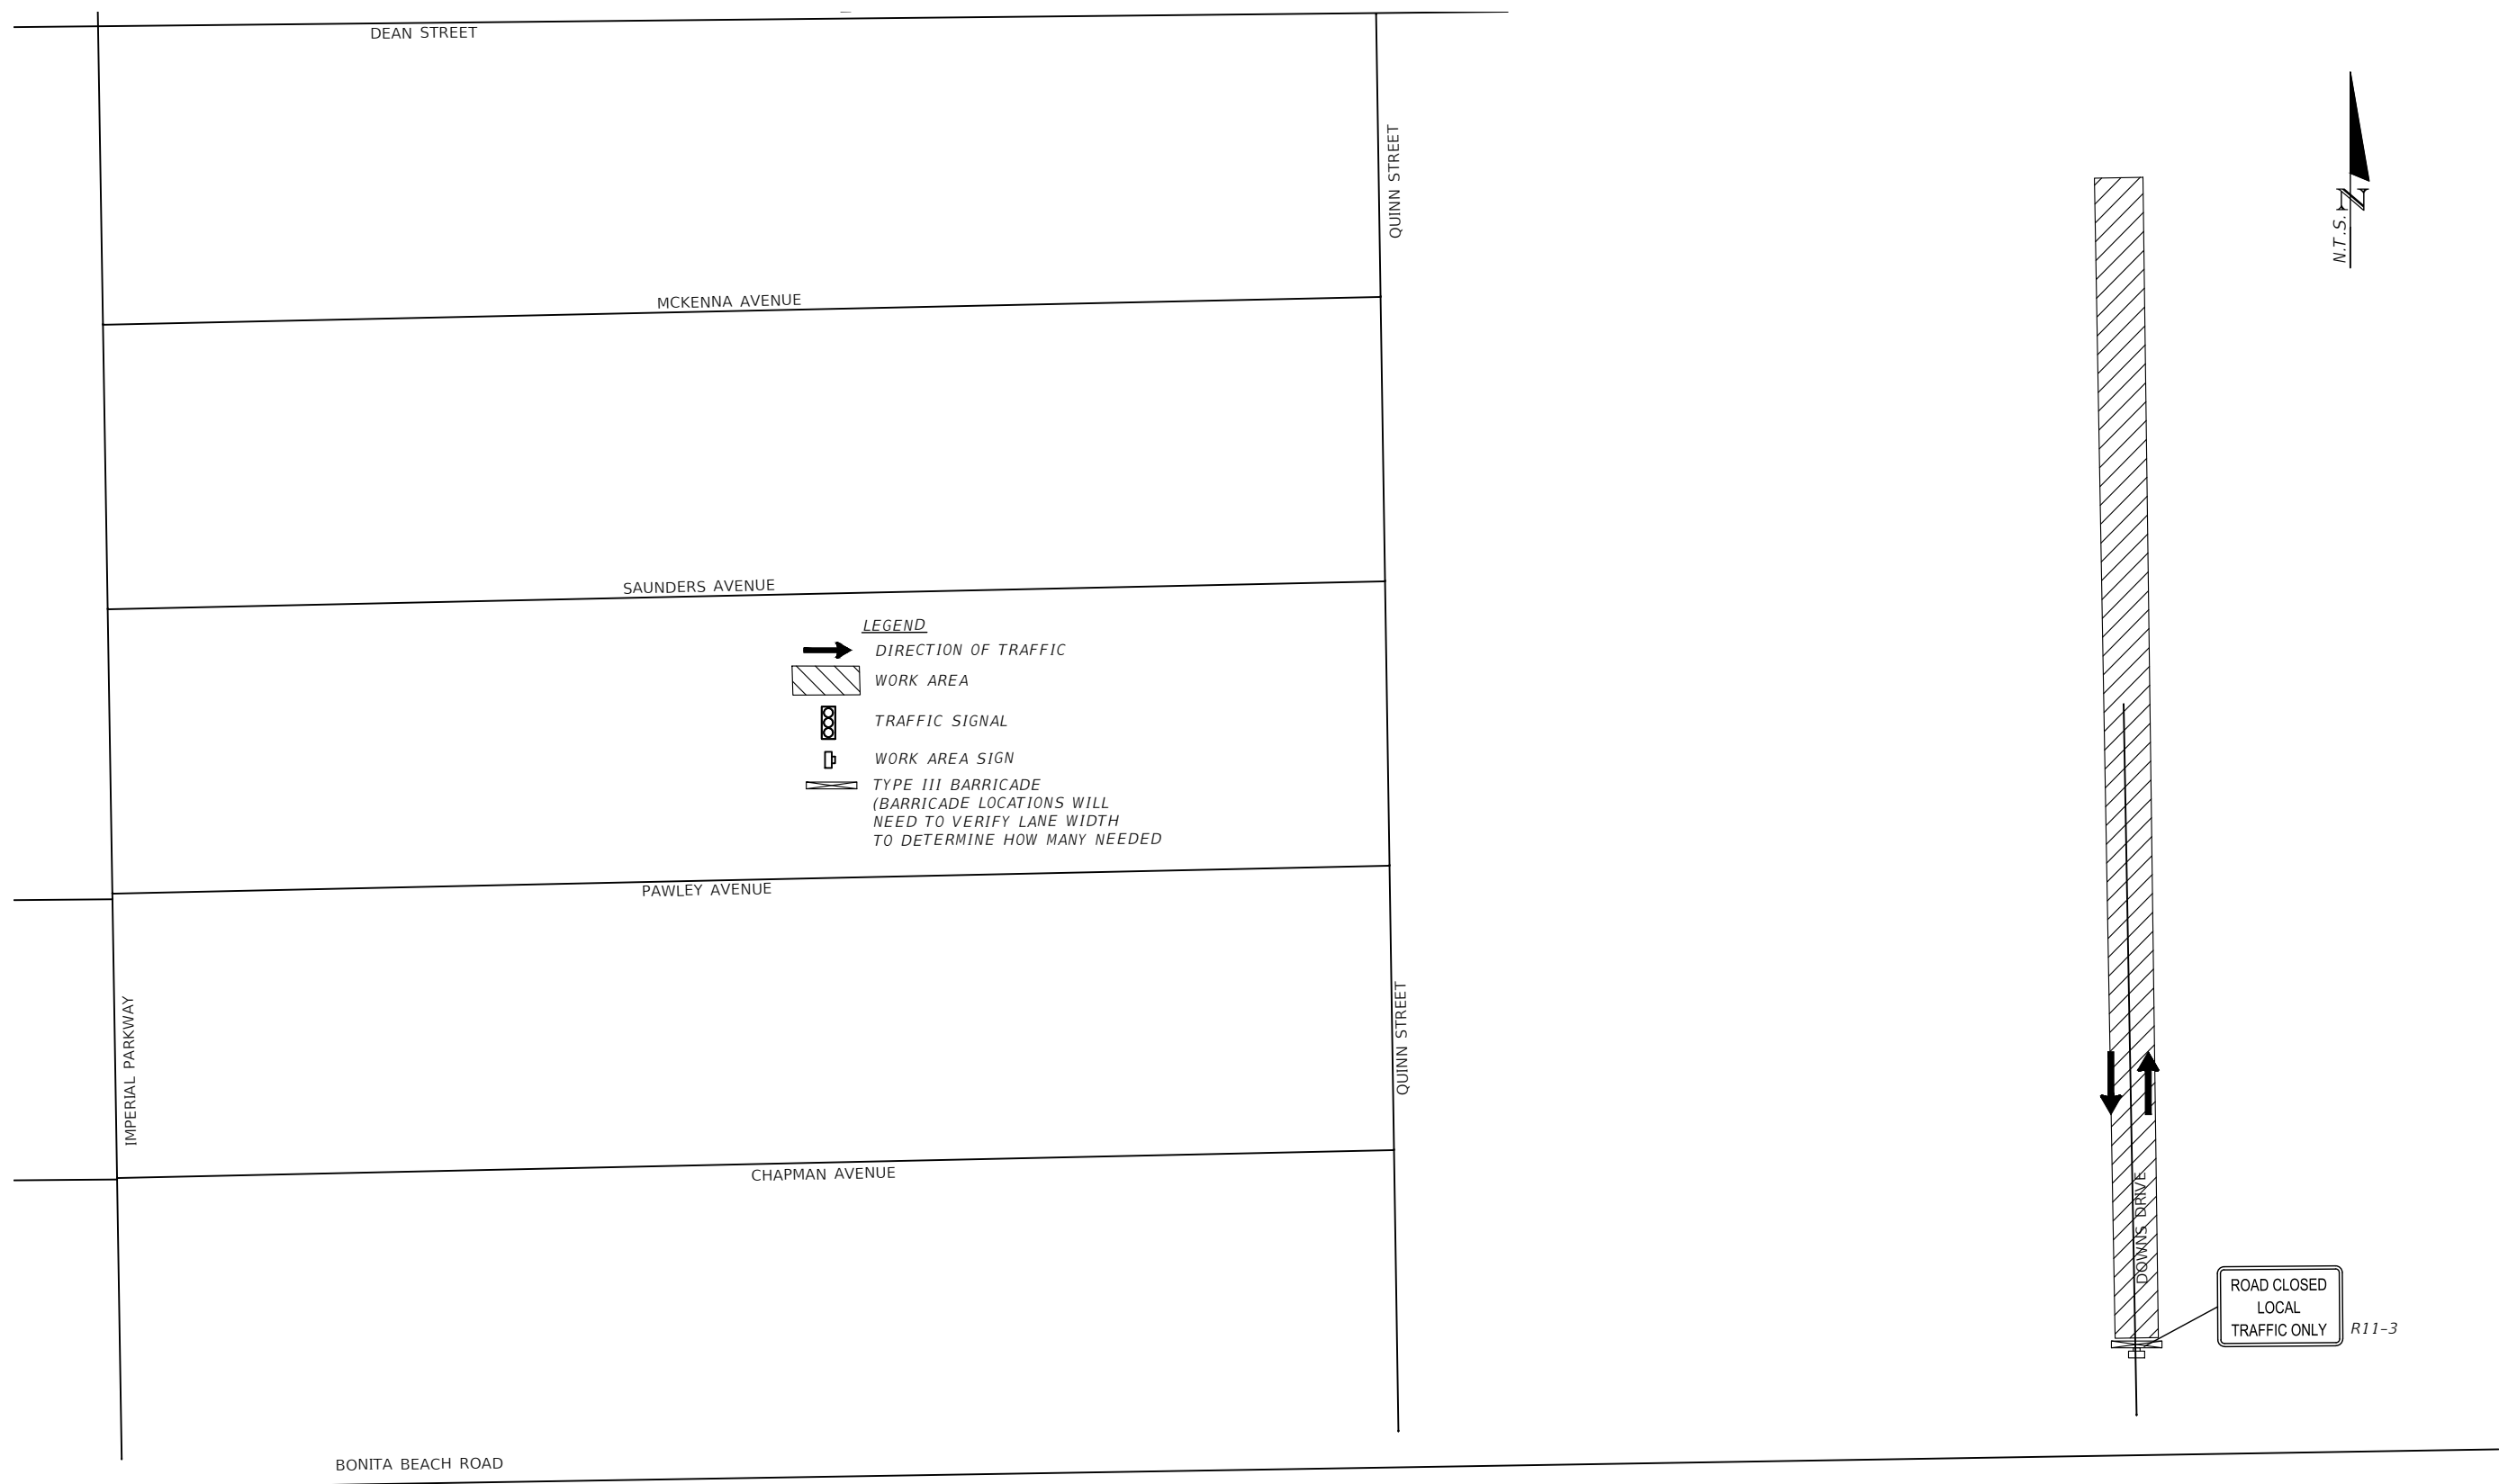 DEAN STREET
QUINN STREET
N
N.T.S.
MCKENNA AVENUE
SAUNDERS AVENUE
LEGEND
DIRECTION OF TRAFFIC
WORK AREA
TRAFFIC SIGNAL
WORK AREA SIGN
TYPE III BARRICADE
(BARRICADE LOCATIONS WILL
NEED TO VERIFY LANE WIDTH
TO DETERMINE HOW MANY NEEDED
PAWLEY AVENUE
IMPERIAL PARKWAY
QUINN STREET
CHAPMAN AVENUE
DOWNS DRIVE
ROAD CLOSED
LOCAL
TRAFFIC ONLY
R11-3
BONITA BEACH ROAD